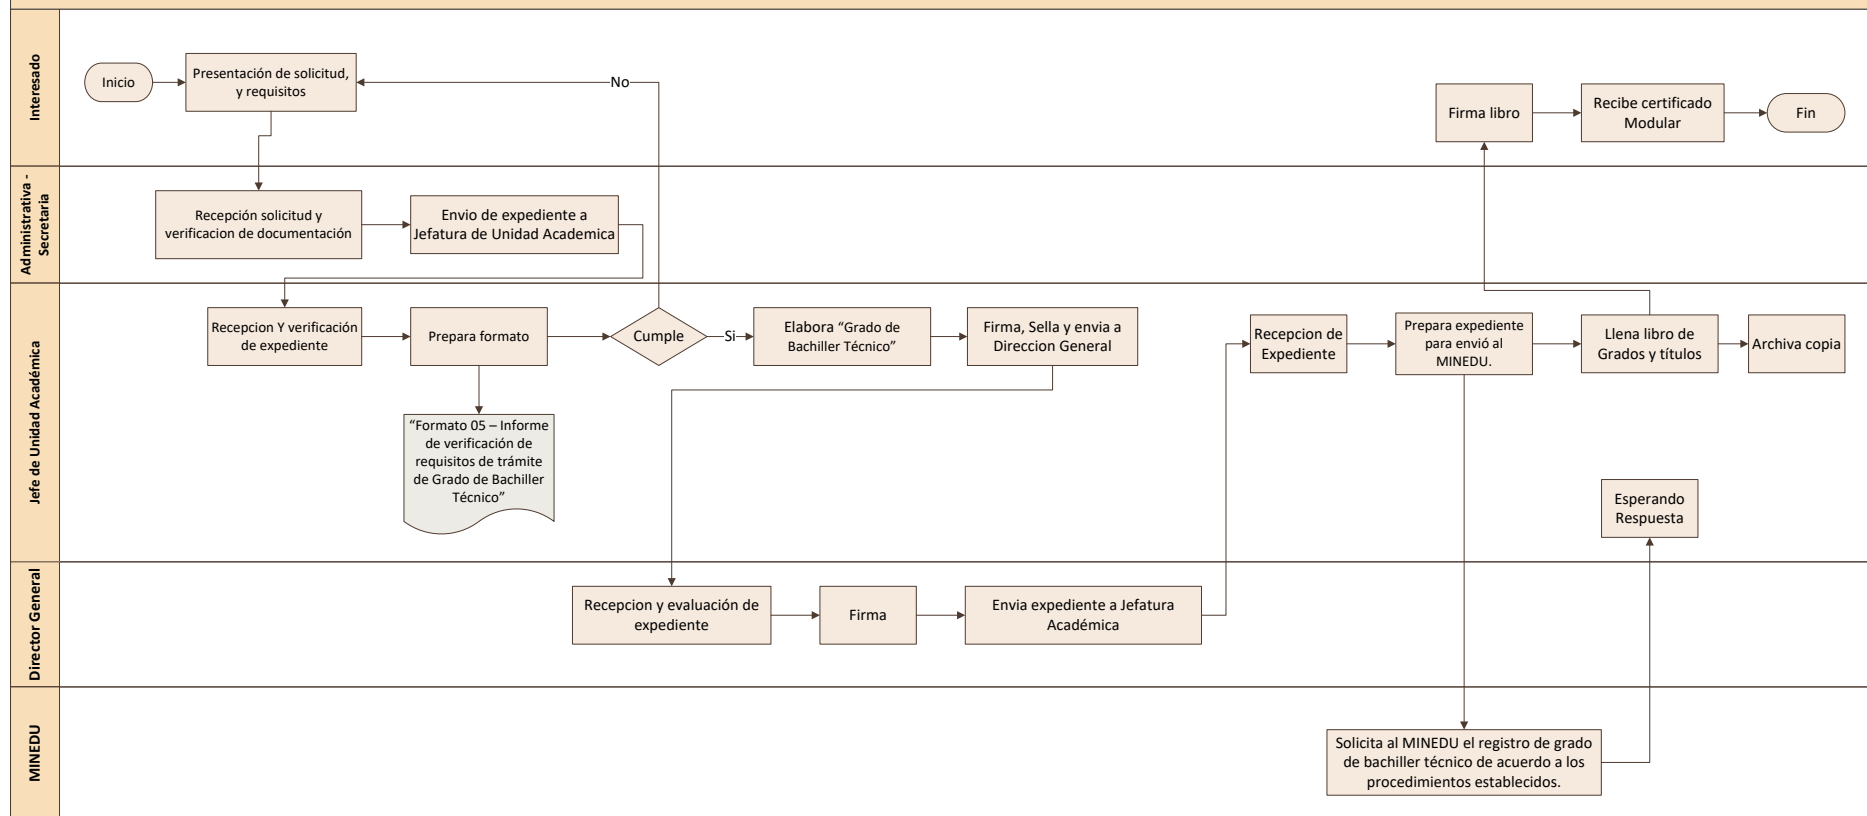 Interesado
Inicio
Presentación de solicitud,
y requisitos
No
Firma libro
Recibe certificado
Modular
Fin
Administrativa -
Secretaria
Recepción solicitud y
verificacion de documentación
Envio de expediente a
Jefatura de Unidad Academica
Jefe de Unidad Académica
Recepcion Y verificación
de expediente
Prepara formato
Cumple
Si
Elabora “Grado de
Bachiller Técnico”
Firma, Sella y envia a
Direccion General
Recepcion de
Expediente
Prepara expediente
para envió al
MINEDU.
Llena libro de
Grados y títulos
Archiva copia
“Formato 05 – Informe
de verificación de
requisitos de trámite
de Grado de Bachiller
Técnico”
Esperando
Respuesta
Director General
Recepcion y evaluación de
expediente
Firma
Envia expediente a Jefatura
Académica
MINEDU
Solicita al MINEDU el registro de grado
de bachiller técnico de acuerdo a los
procedimientos establecidos.